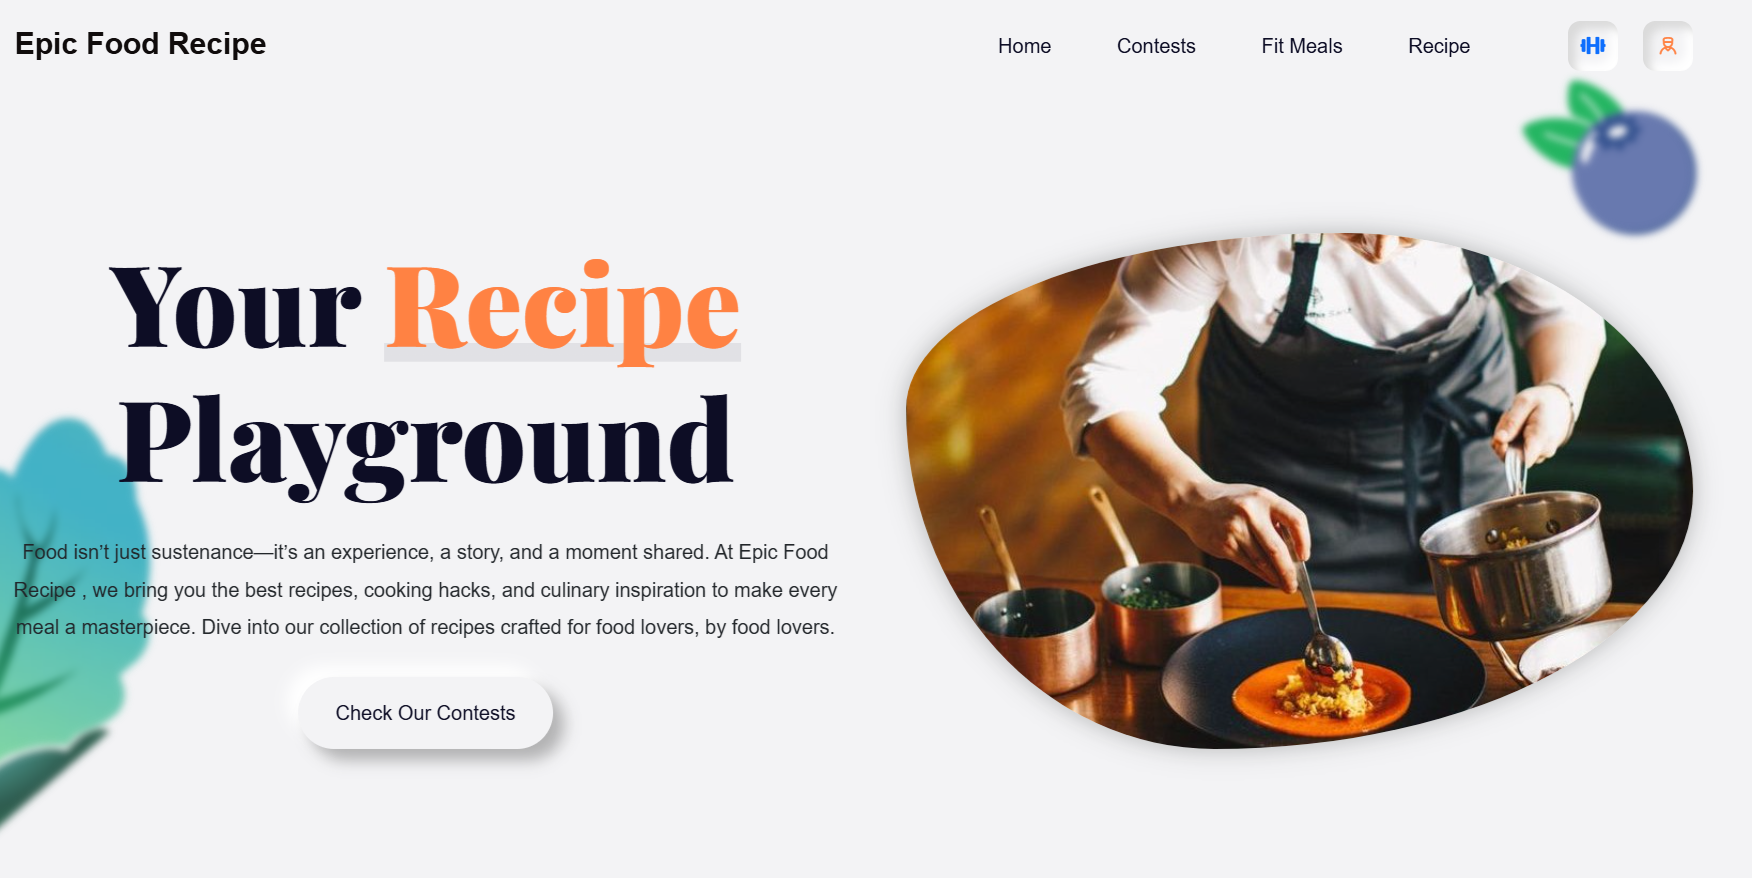 Epic Food Recipe
Home Contests Fit Meals Recipe
Your Recipe
Playground
Food isn’t just sustenance—it’s an experience, a story, and a moment shared. At Epic Food
Recipe , we bring you the best recipes, cooking hacks, and culinary inspiration to make every
meal a masterpiece. Dive into our collection of recipes crafted for food lovers, by food lovers.
Check Our Contests